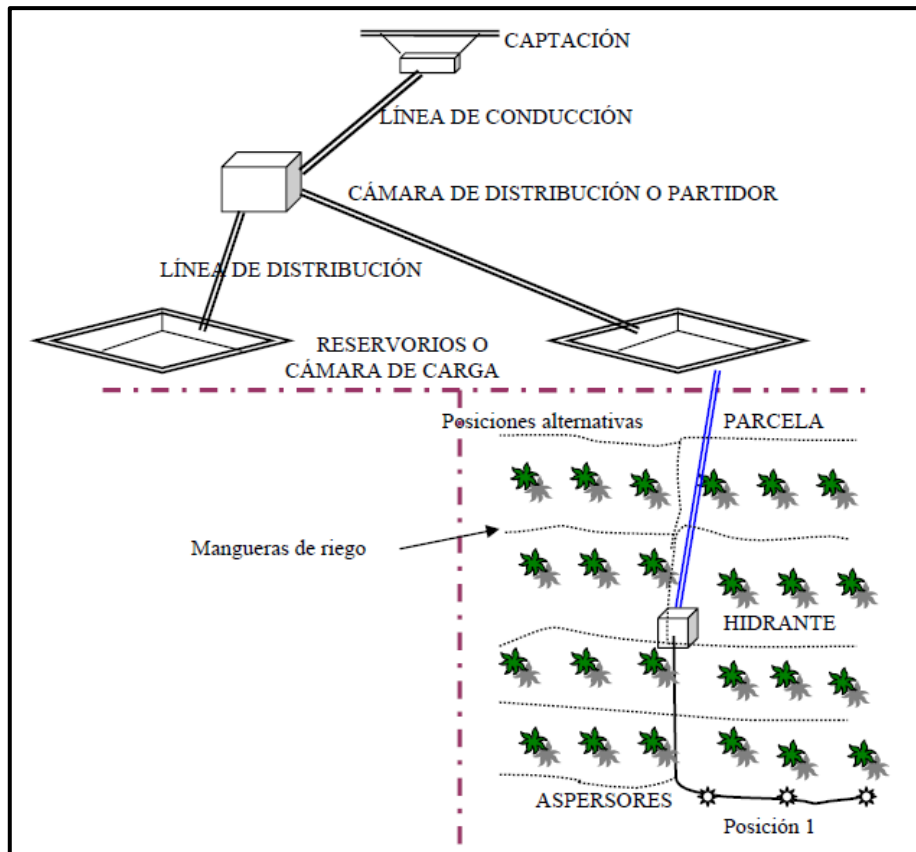 CAPTACIÓN
LÍNEA DE CONDUCCIÓN
CÁMARA DE DISTRIBUCIÓN O PARTIDOR
LÍNEA DE DISTRIBUCIÓN
RESERVORIOS O
CÁMARA DE CARGA
Posiciones alternativas
PARCELA
Mangueras de riego
HIDRANTE
ASPERSORES
Posición 1